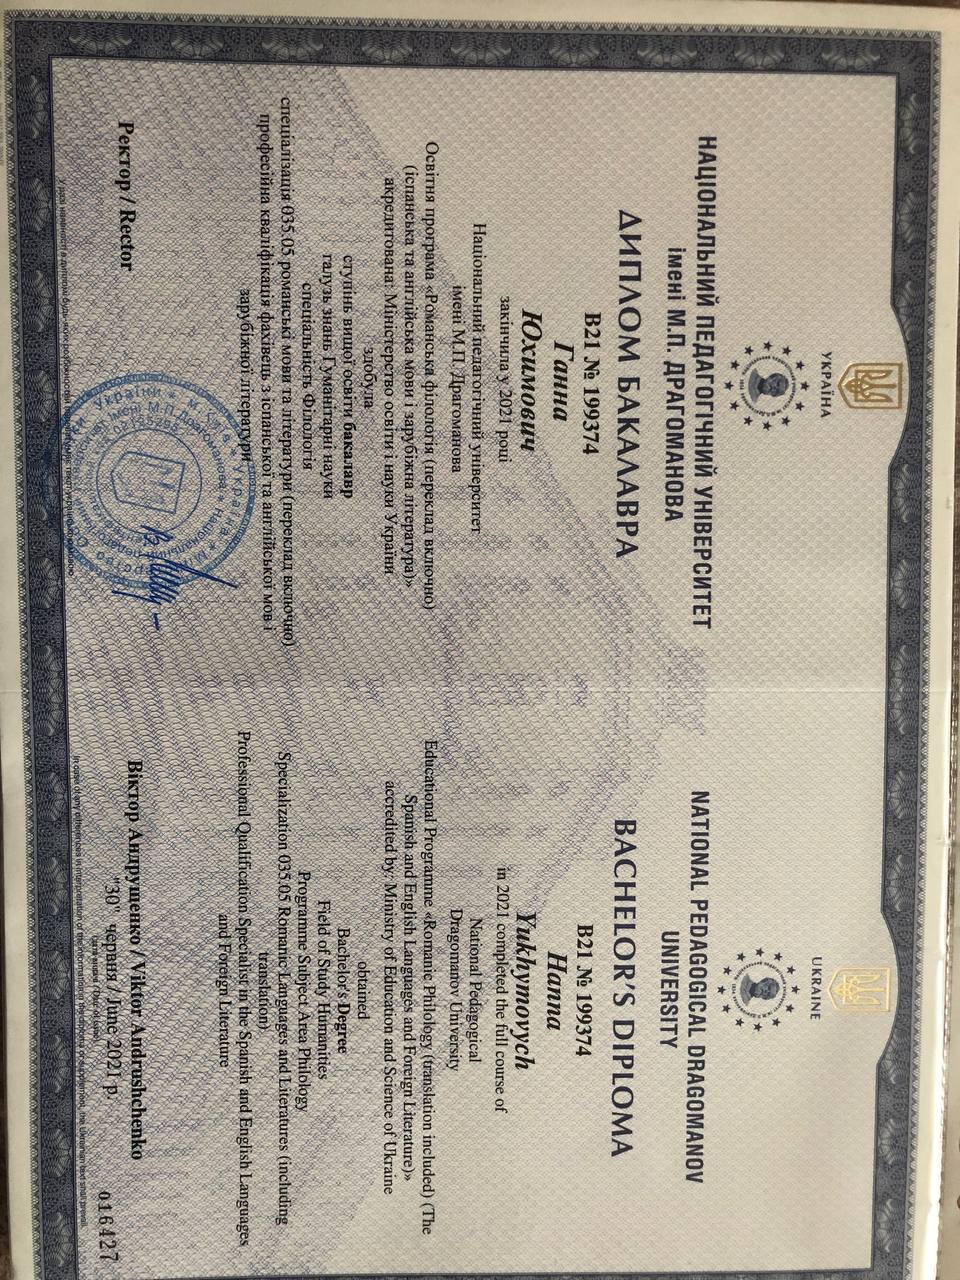 УКРАЇНА
НАЦІОНАЛЬНИЙ ПЕДАГОГІЧНИЙ УНІВЕРСИТЕТ
імені М.П. ДРАГОМАНОВА
ДИПЛОМ БАКАЛАВРА
В21 № 199374
Ганна
Юхимович
закінчила у 2021 році
Національний педагогічний університет
імені М.П. Драгоманова
Освітня програма «Романська філологія (переклад включно)
(іспанська та англійська мови і зарубіжна література)»
акредитована: Міністерство освіти і науки України
здобула
ступінь вищої освіти бакалавр
галузь знань Гуманітарні науки
спеціальність Філологія
спеціалізація 035.05 романські мови та літератури (переклад включно)
професійна кваліфікація фахівець з іспанської та англійської мов і
зарубіжної літератури
Ректор / Rector
UKRAINE
NATIONAL PEDAGOGICAL DRAGOMANOV
UNIVERSITY
BACHELOR'S DIPLOMA
B21 № 199374
Hanna
Yukhymovych
in 2021 completed the full course of
National Pedagogical
Dragomanov University
Educational Programme «Romanic Philology (translation included) (The
Spanish and English Languages and Foreign Literature)»
accredited by: Ministry of Education and Science of Ukraine
obtained
Bachelor's Degree
Field of Study Humanities
Programme Subject Area Philology
Specialization 035.05 Romanic Languages and Literatures (including
translation)
Professional Qualification Specialist in the Spanish and English Languages
and Foreign Literature
Віктор Андрущенко / Viktor Andrushchenko
"30" червня / June 2021 р.
016427